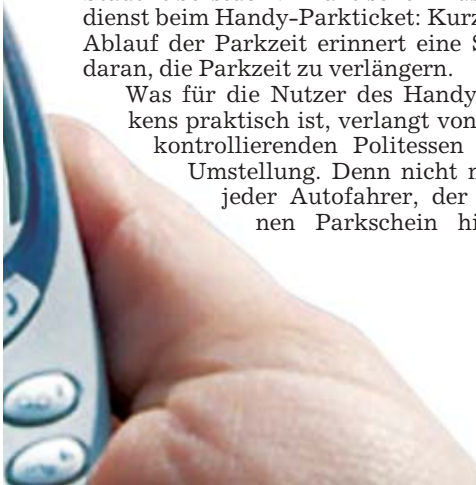 dienst beim Handy-Parkticket: Kurz
Ablauf der Parkzeit erinnert eine S
daran, die Parkzeit zu verlängern.
Was für die Nutzer des Handy
kens praktisch ist, verlangt von
kontrollierenden Politessen
Umstellung. Denn nicht m
jeder Autofahrer, der
nen Parkschein hi